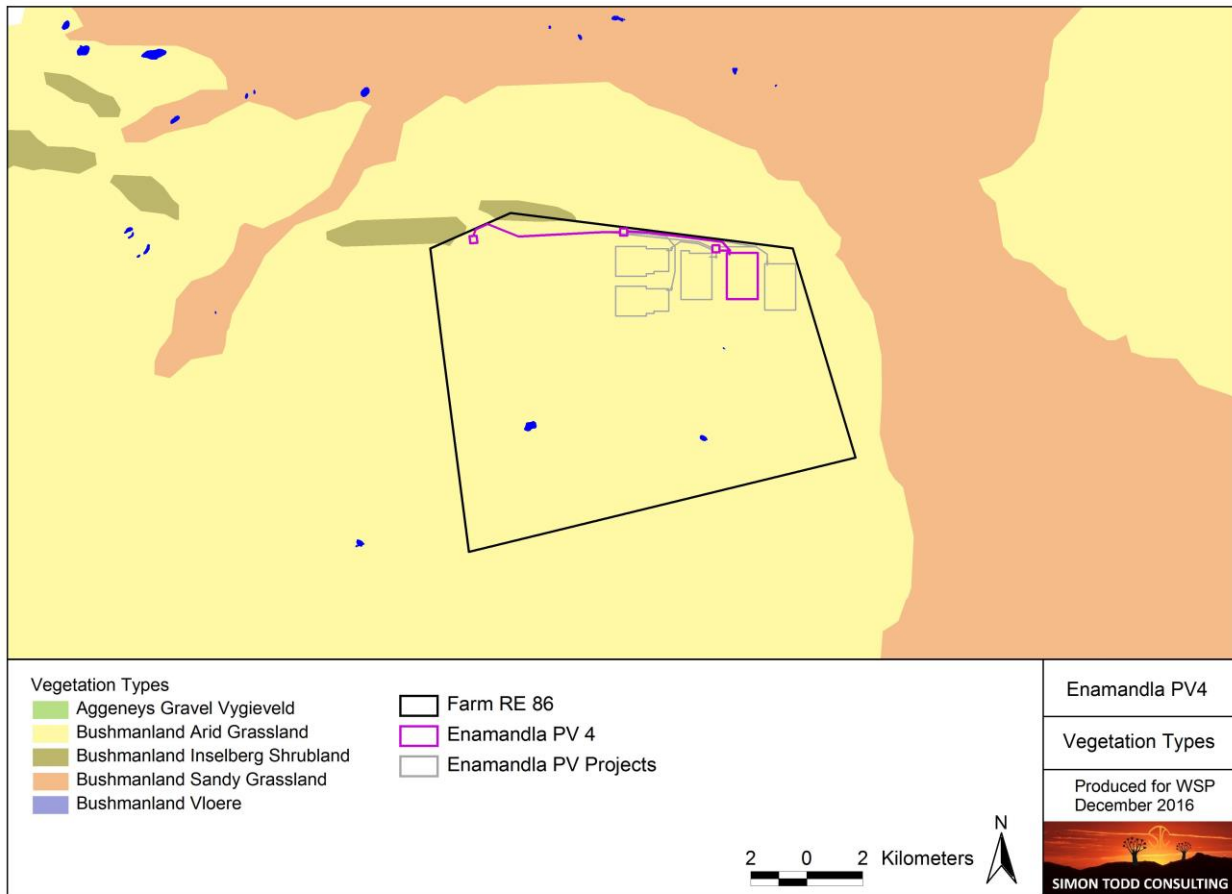 Vegetation Types
Aggeneys Gravel Vygieveld
Bushmanland Arid Grassland
Bushmanland Inselberg Shrubland
Bushmanland Sandy Grassland
Bushmanland Vloere
Farm RE 86
Enamandla PV 4
Enamandla PV Projects
2 0 2 Kilometers
N
Enamandla PV4
Vegetation Types
Produced for WSP
December 2016
SIMON TODD CONSULTING